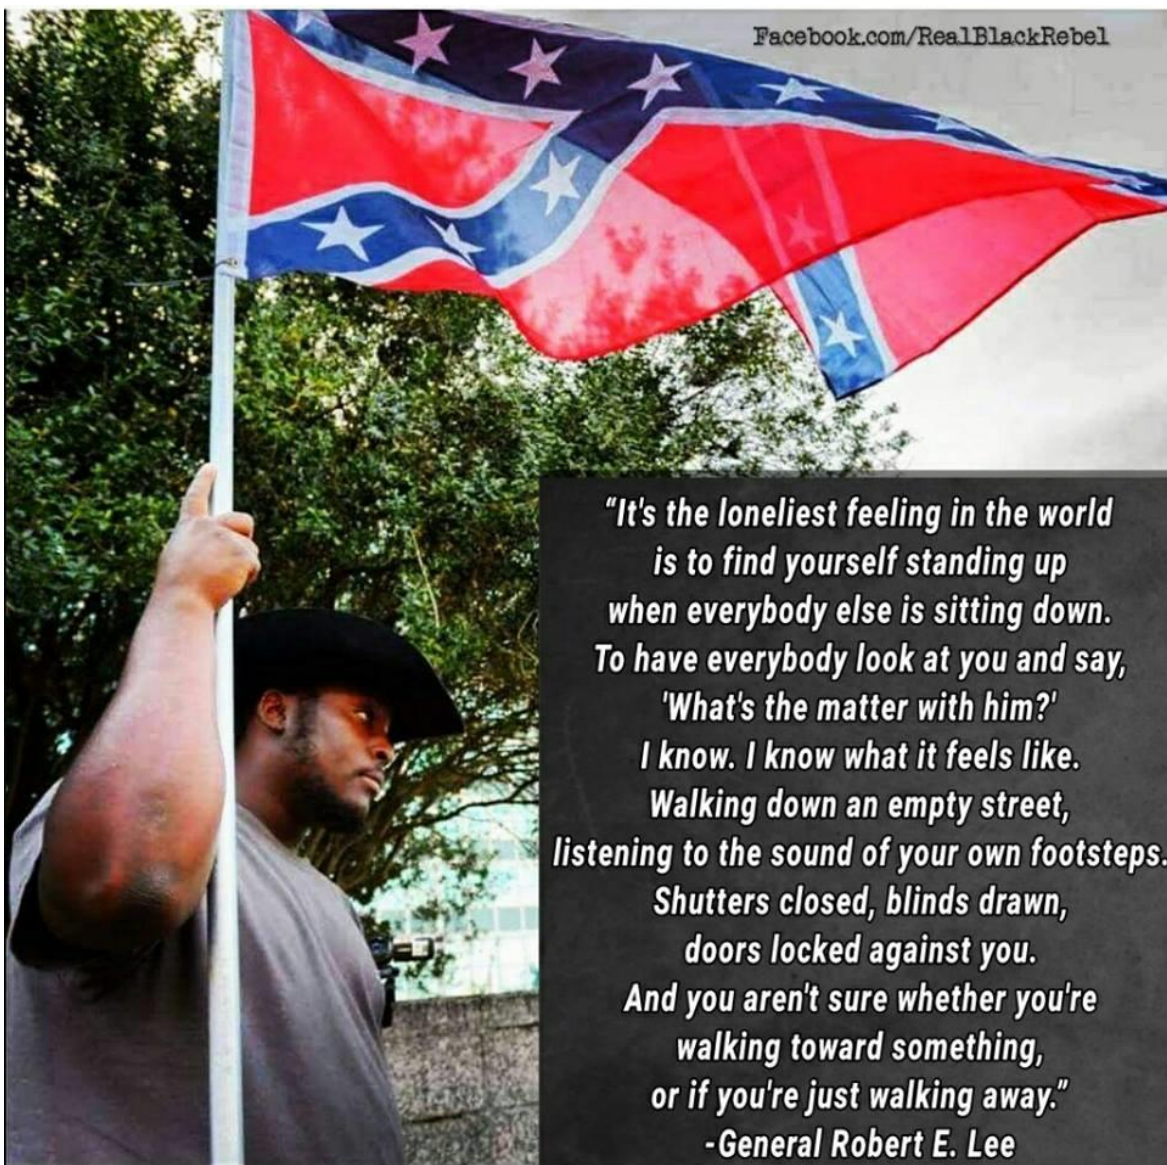 Facebook.com/RealBlackRebel
"It's the loneliest feeling in the world
is to find yourself standing up
when everybody else is sitting down.
To have everybody look at you and say,
'What's the matter with him?'
I know. I know what it feels like.
Walking down an empty street,
listening to the sound of your own footsteps.
Shutters closed, blinds drawn,
doors locked against you.
And you aren't sure whether you're
walking toward something,
or if you're just walking away."
-General Robert E. Lee